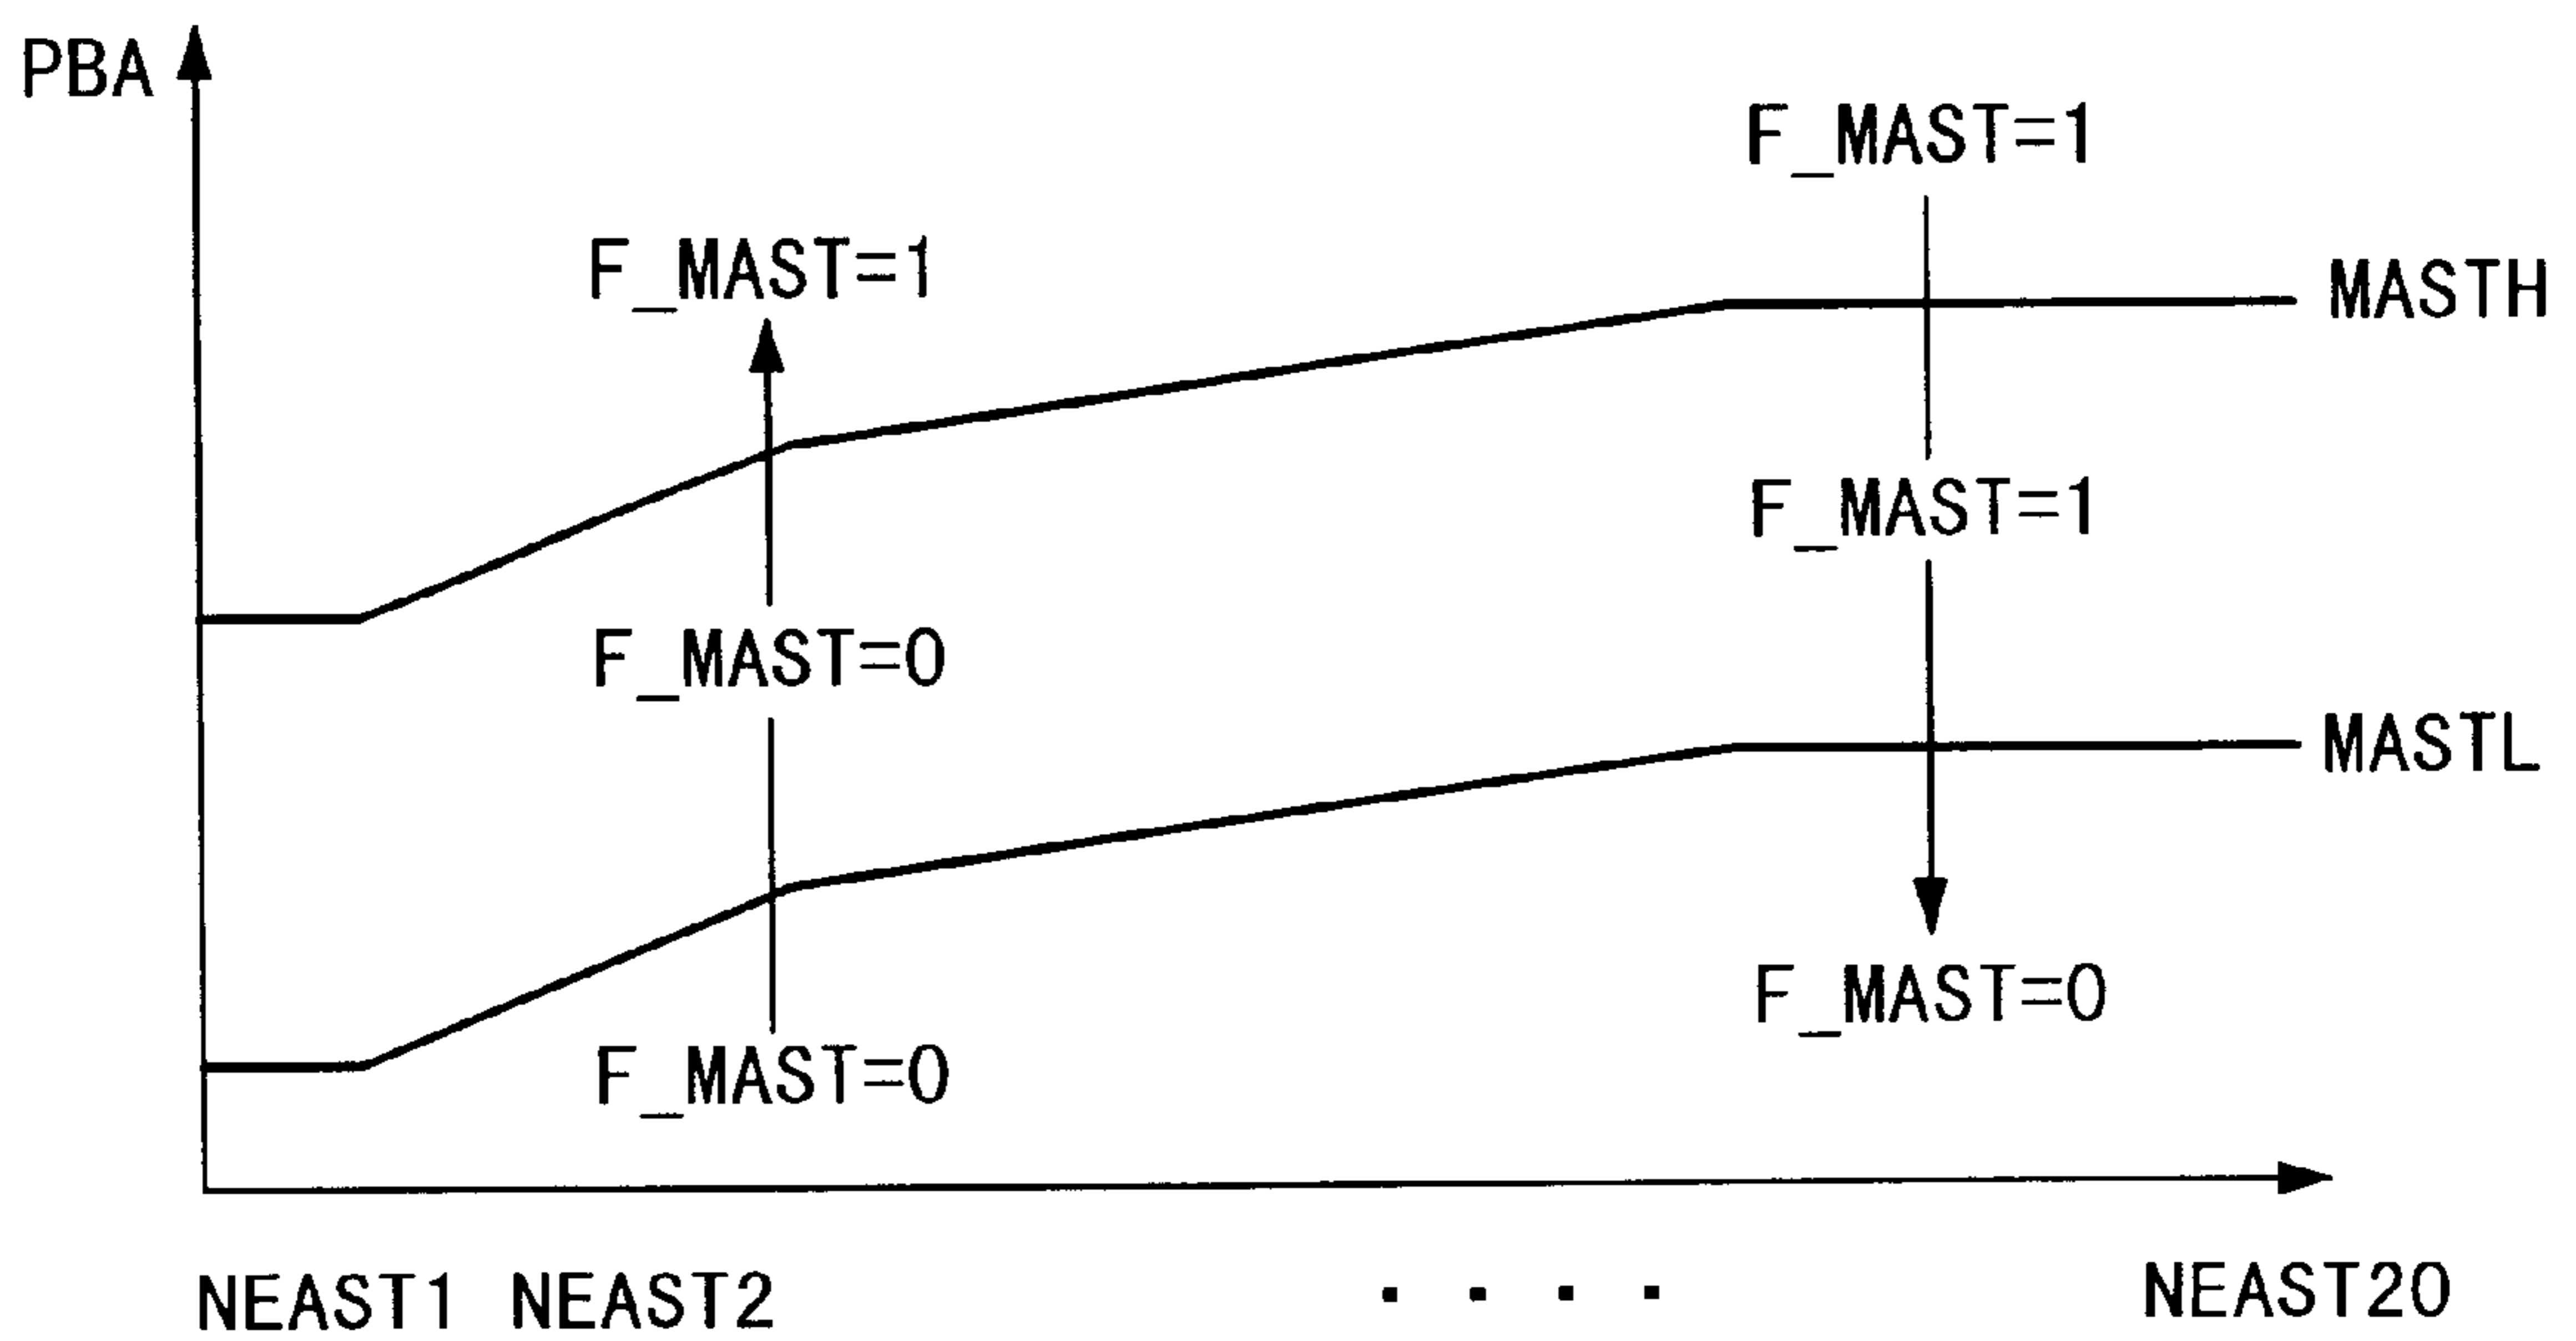 PBA
F_MAST=1
F_MAST=1
MASTH
F_MAST=1
F_MAST=0
MASTL
F_MAST=0
F_MAST=0
NEAST1 NEAST2 . . . . NEAST20